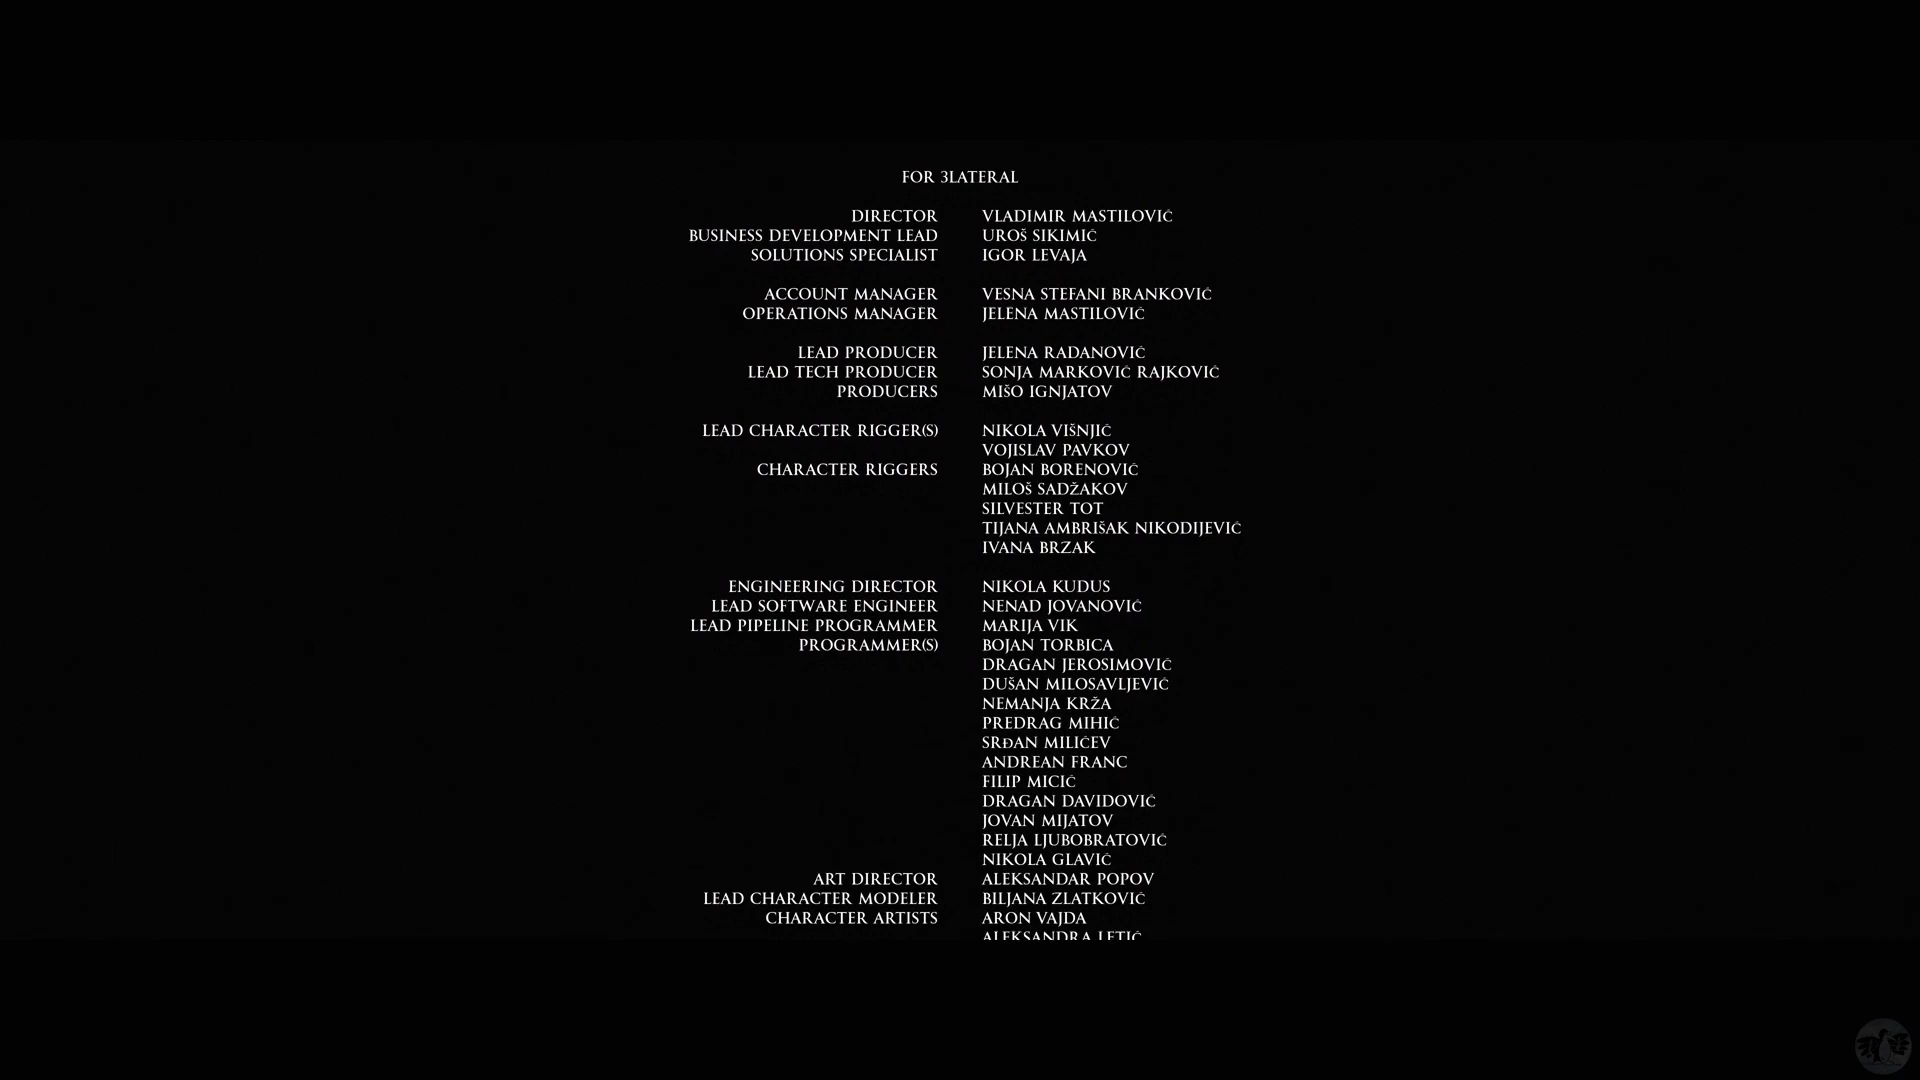 FOR 3LATERAL
DIRECTOR VLADIMIR MASTILOVIĆ
BUSINESS DEVELOPMENT LEAD UROŠ SIKIMIĆ
SOLUTIONS SPECIALIST IGOR LEVAJA
ACCOUNT MANAGER VESNA STEFANI BRANKOVIĆ
OPERATIONS MANAGER JELENA MASTILOVIĆ
LEAD PRODUCER JELENA RADANOVIĆ
LEAD TECH PRODUCER SONJA MARKOVIĆ RAJKOVIĆ
PRODUCERS MIŠO IGNJATOV
LEAD CHARACTER RIGGER(S) NIKOLA VIŠNJIĆ
VOJISLAV PAVKOV
CHARACTER RIGGERS BOJAN BORENOVIĆ
MILOŠ SADŽAKOV
SILVESTER TOT
TIJANA AMBRIŠAK NIKODIJEVIĆ
IVANA BRZAK
ENGINEERING DIRECTOR NIKOLA KUDUS
LEAD SOFTWARE ENGINEER NENAD JOVANOVIĆ
LEAD PIPELINE PROGRAMMER MARIJA VIK
PROGRAMMER(S) BOJAN TORBICA
DRAGAN JEROSIMOVIĆ
DUŠAN MILOSAVLJEVIĆ
NEMANJA KRŽA
PREDRAG MIHIĆ
SRĐAN MILIĆEV
ANDREAN FRANC
FILIP MICIĆ
DRAGAN DAVIDOVIĆ
JOVAN MIJATOV
RELJA LJUBOBRATOVIĆ
NIKOLA GLAVIĆ
ART DIRECTOR ALEKSANDAR POPOV
LEAD CHARACTER MODELER BILJANA ZLATKOVIĆ
CHARACTER ARTISTS ARON VAJDA
ALEKSANDRA LETIĆ